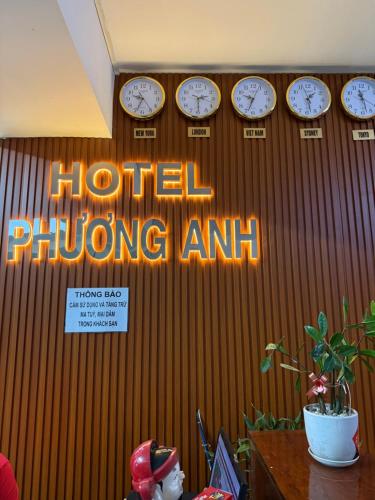 NEW YORK
LONDON
VIET NAM
SYDNEY
TOKYO
HOTEL
PHƯƠNG ANH
THÔNG BÁO
CẤM SỬ DỤNG VÀ TÀNG TRỮ
MA TUÝ, MẠI DÂM
TRONG KHÁCH SẠN